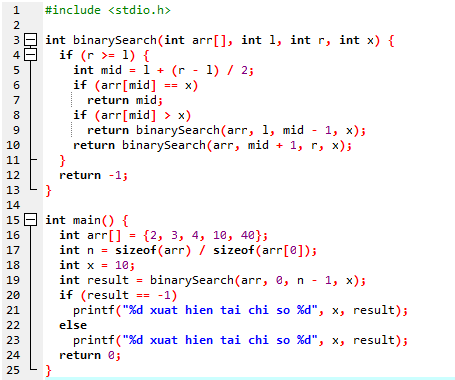 1 #include <stdio.h>
2
3 int binarySearch(int arr[], int l, int r, int x) {
4 if (r >= l) {
5 int mid = l + (r - l) / 2;
6 if (arr[mid] == x)
7 return mid;
8 if (arr[mid] > x)
9 return binarySearch(arr, l, mid - 1, x);
10 return binarySearch(arr, mid + 1, r, x);
11 }
12 return -1;
13 }
14
15 int main() {
16 int arr[] = {2, 3, 4, 10, 40};
17 int n = sizeof(arr) / sizeof(arr[0]);
18 int x = 10;
19 int result = binarySearch(arr, 0, n - 1, x);
20 if (result == -1)
21 printf("%d xuat hien tai chi so %d", x, result);
22 else
23 printf("%d xuat hien tai chi so %d", x, result);
24 return 0;
25 }